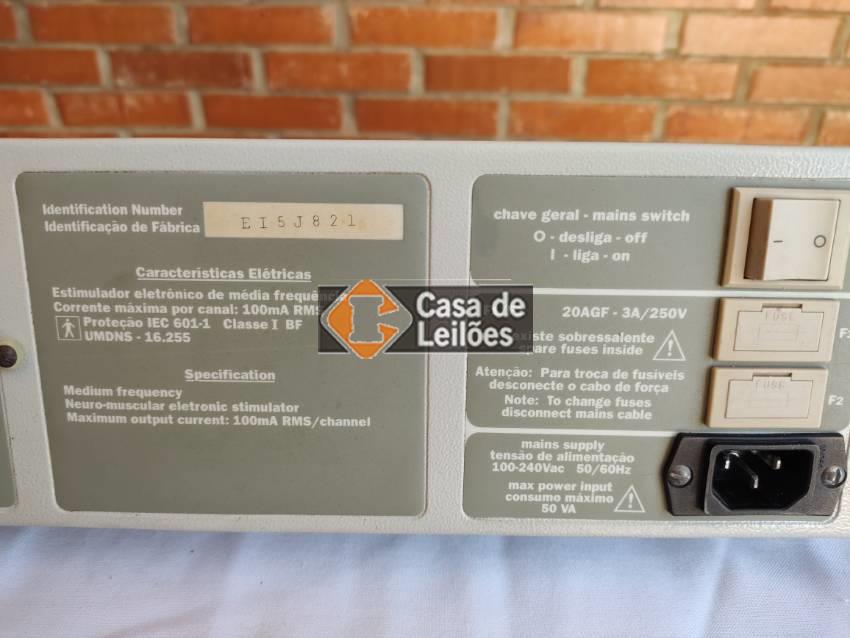 Identification Number
Identificação de Fábrica
EI5J821
Características Elétricas
Estimulador eletrônico de média frequência
Corrente máxima por canal: 100mA RMS
Proteção IEC 601-1 Classe I BF
UMDNS - 16.255
Specification
Medium frequency
Neuro-muscular eletronic stimulator
Maximum output current: 100mA RMS/channel
Casa de
Leilões
chave geral - mains switch
O - desliga - off
I - liga - on
I O
20AGF - 3A/250V
existe sobressalente
spare fuses inside
Atenção: Para troca de fusíveis
desconecte o cabo de força
Note: To change fuses
disconnect mains cable
FUSE
FUSE
F2
mains supply
tensão de alimentação
100-240Vac 50/60Hz
max power input
consumo máximo
50 VA